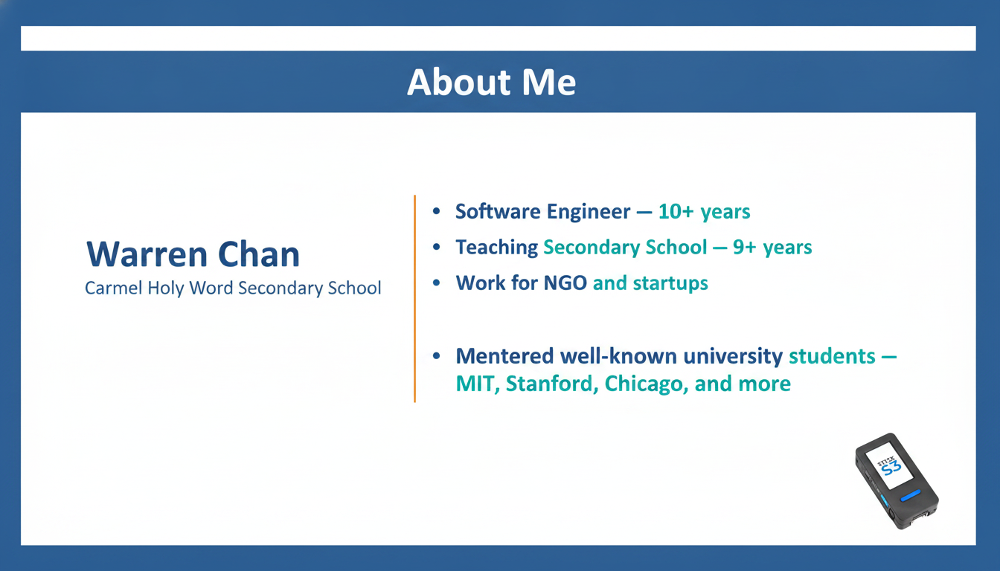 About Me
Warren Chan
Carmel Holy Word Secondary School
• Software Engineer — 10+ years
• Teaching Secondary School — 9+ years
• Work for NGO and startups
• Mentered well-known university students —
MIT, Stanford, Chicago, and more
STICK
S3